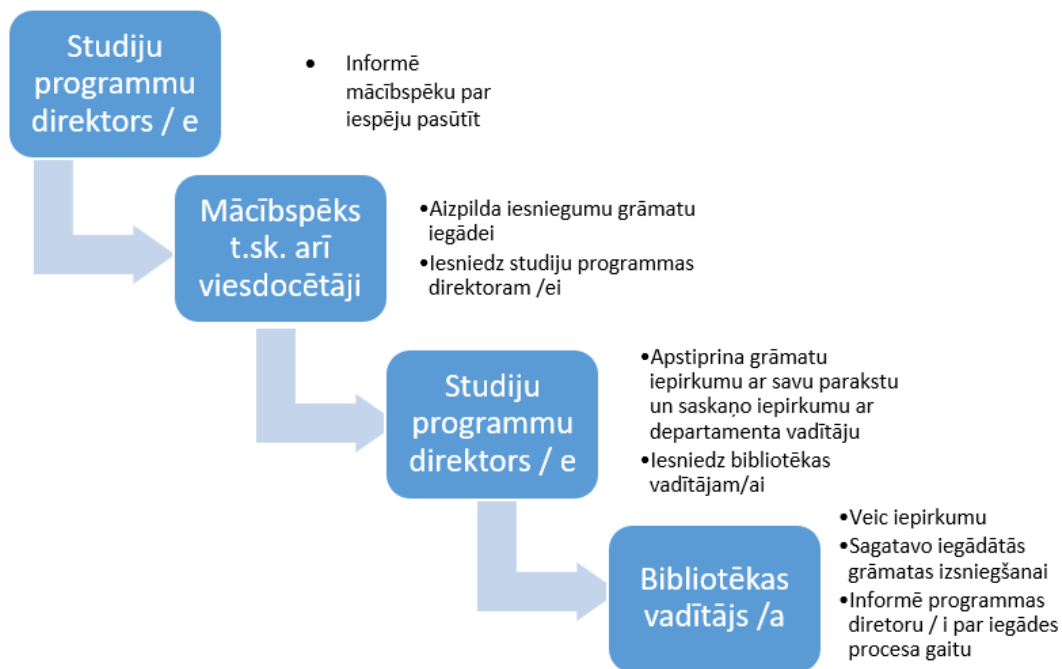 Studiju
programmu
direktors / e
• Informē
mācībspēku par
iespēju pasūtīt
Mācībspēks
t.sk. arī
viesdocētāji
•Aizpilda iesniegumu grāmatu
iegādei
•Iesniedz studiju programmas
direktoram /ei
Studiju
programmu
direktors / e
•Apstiprina grāmatu
iepirkumu ar savu parakstu
un saskaņo iepirkumu ar
departamenta vadītāju
•Iesniedz bibliotēkas
vadītājam/ai
Bibliotēkas
vadītājs /a
•Veic iepirkumu
•Sagatavo iegādātās
grāmatas izsniegšanai
•Informē programmas
diretoru / i par iegādes
procesa gaitu